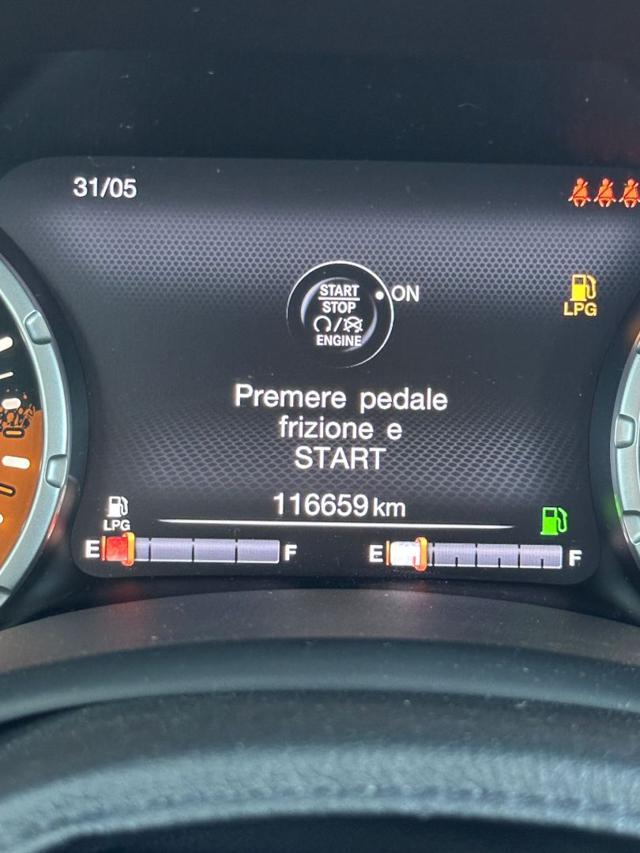 31/05
START
STOP
ENGINE
ON
LPG
Premere pedale
frizione e
START
116659 km
LPG
E F
E F